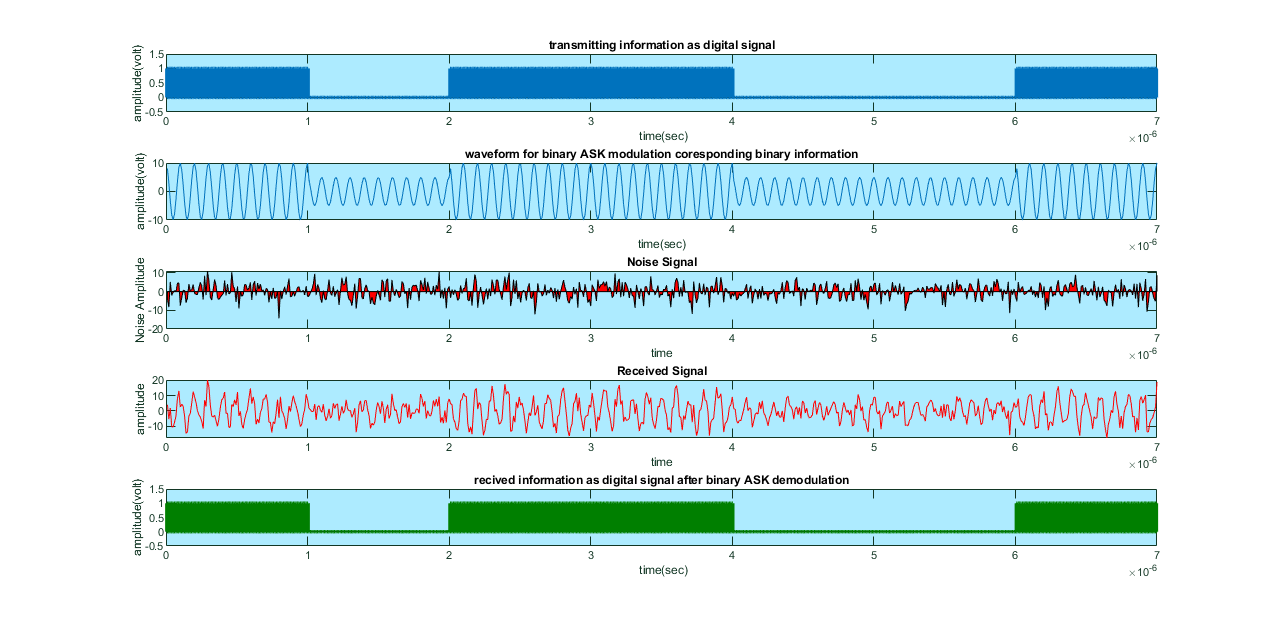 transmitting information as digital signal
amplitude(volt)
1.5
1
0.5
0
-0.5
0 1 2 3 4 5 6 7
time(sec)
×10-6
waveform for binary ASK modulation coresponding binary information
amplitude(volt)
10
0
-10
0 1 2 3 4 5 6 7
time(sec)
×10-6
Noise Signal
Noise Amplitude
10
0
-10
-20
0 1 2 3 4 5 6 7
time
×10-6
Received Signal
amplitude
20
10
0
-10
0 1 2 3 4 5 6 7
time
×10-6
recived information as digital signal after binary ASK demodulation
amplitude(volt)
1.5
1
0.5
0
-0.5
0 1 2 3 4 5 6 7
time(sec)
×10-6